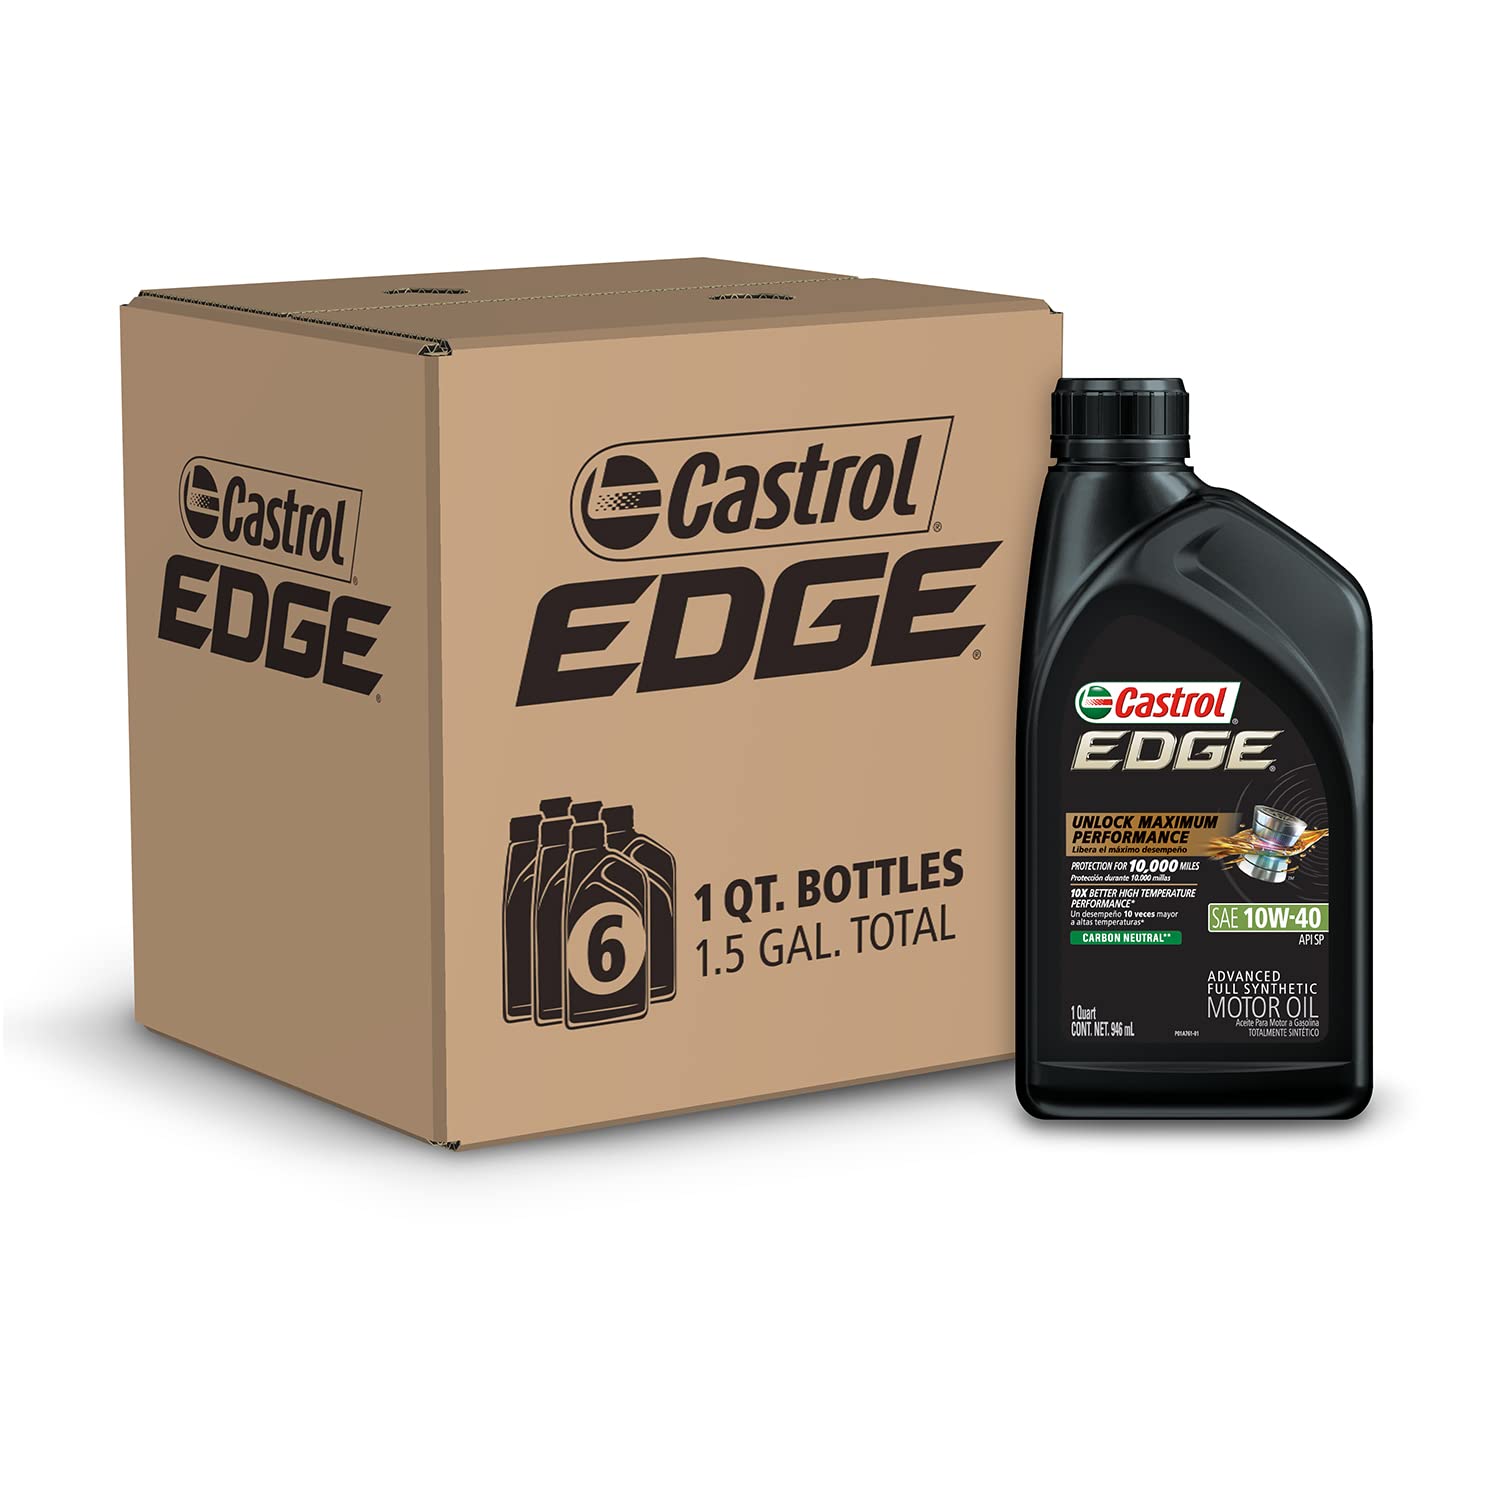 Castrol®
EDGE®
Castrol®
EDGE®
6
1 QT. BOTTLES
1.5 GAL. TOTAL
Castrol®
EDGE®
UNLOCK MAXIMUM
PERFORMANCE
Libera el máximo desempeño
PROTECTION FOR 10,000 MILES
Protección durante 10.000 millas
10X BETTER HIGH TEMPERATURE
PERFORMANCE*
Un desempeño 10 veces mayor
a altas temperaturas*
CARBON NEUTRAL**
TM
SAE 10W-40
API SP
ADVANCED
FULL SYNTHETIC
MOTOR OIL
Aceite Para Motor a Gasolina
TOTALMENTE SINTÉTICO
1 Quart
CONT. NET. 946 mL
P01A761-01